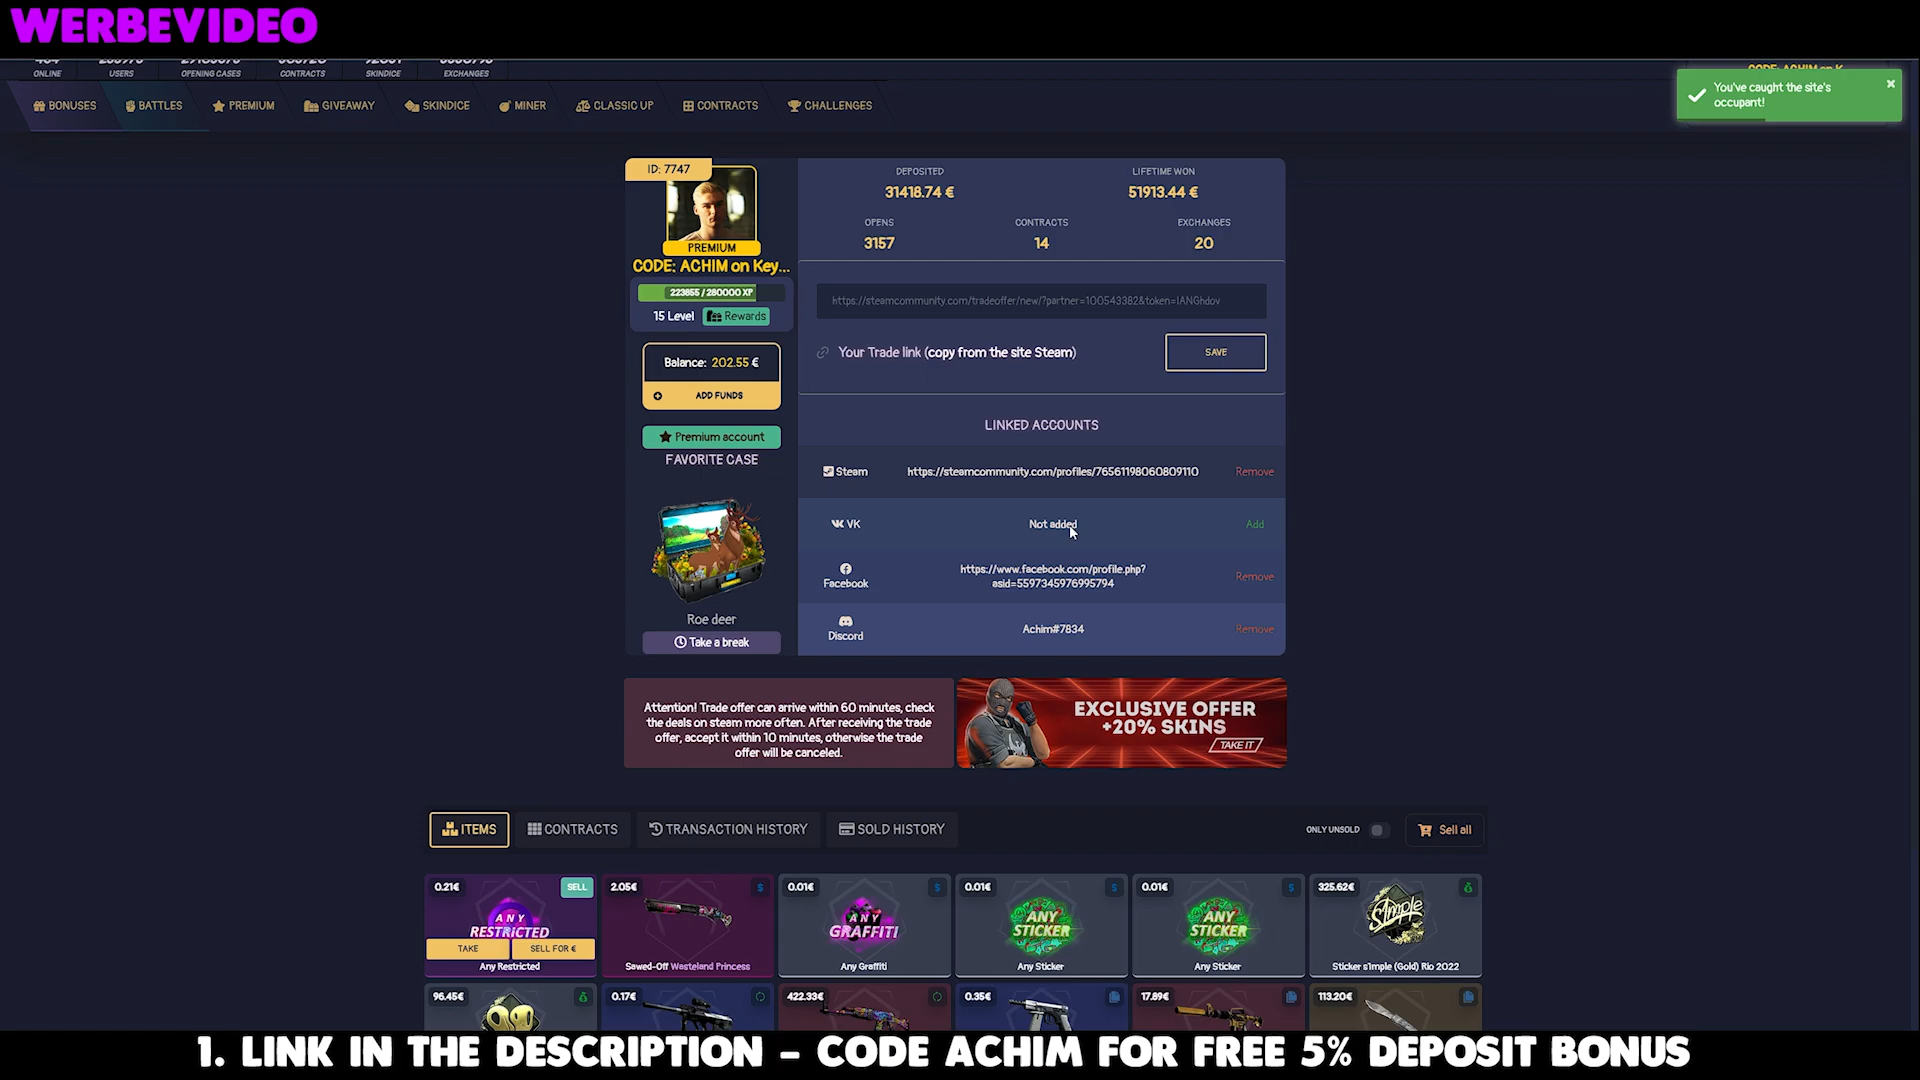 WERBEVIDEO
ONLINE USERS OPENING CASES CONTRACTS SKINDICE EXCHANGES
BONUSES BATTLES PREMIUM GIVEAWAY SKINDICE MINER CLASSIC UP CONTRACTS CHALLENGES
You've caught the site's
occupant!
ID: 7747
PREMIUM
CODE: ACHIM on Key...
223855 / 280000 XP
15 Level Rewards
Balance: 202.55 €
ADD FUNDS
Premium account
FAVORITE CASE
Roe deer
Take a break
DEPOSITED LIFETIME WON
31418.74 € 51913.44 €
OPENS CONTRACTS EXCHANGES
3157 14 20
https://steamcommunity.com/tradeoffer/new/?partner=100543382&token=IANGhdov
Your Trade link (copy from the site Steam) SAVE
LINKED ACCOUNTS
Steam https://steamcommunity.com/profiles/76561198060809110 Remove
VK Not added Add
Facebook https://www.facebook.com/profile.php?
asid=5597345976995794 Remove
Discord Achim#7834 Remove
Attention! Trade offer can arrive within 60 minutes, check
the deals on steam more often. After receiving the trade
offer, accept it within 10 minutes, otherwise the trade
offer will be canceled.
EXCLUSIVE OFFER
+20% SKINS
TAKE IT
ITEMS CONTRACTS TRANSACTION HISTORY SOLD HISTORY ONLY UNSOLD Sell all
0.21€ SELL 2.05€ 0.01€ 0.01€ 0.01€ 325.62€
ANY
RESTRICTED
TAKE SELL FOR €
ANY
GRAFFITI
ANY
STICKER
ANY
STICKER
S1mple
Any Restricted Sawed-Off Wasteland Princess Any Graffiti Any Sticker Any Sticker Sticker s1mple (Gold) Rio 2022
96.45€ 0.17€ 422.33€ 0.35€ 17.89€ 113.20€
1. LINK IN THE DESCRIPTION – CODE ACHIM FOR FREE 5% DEPOSIT BONUS